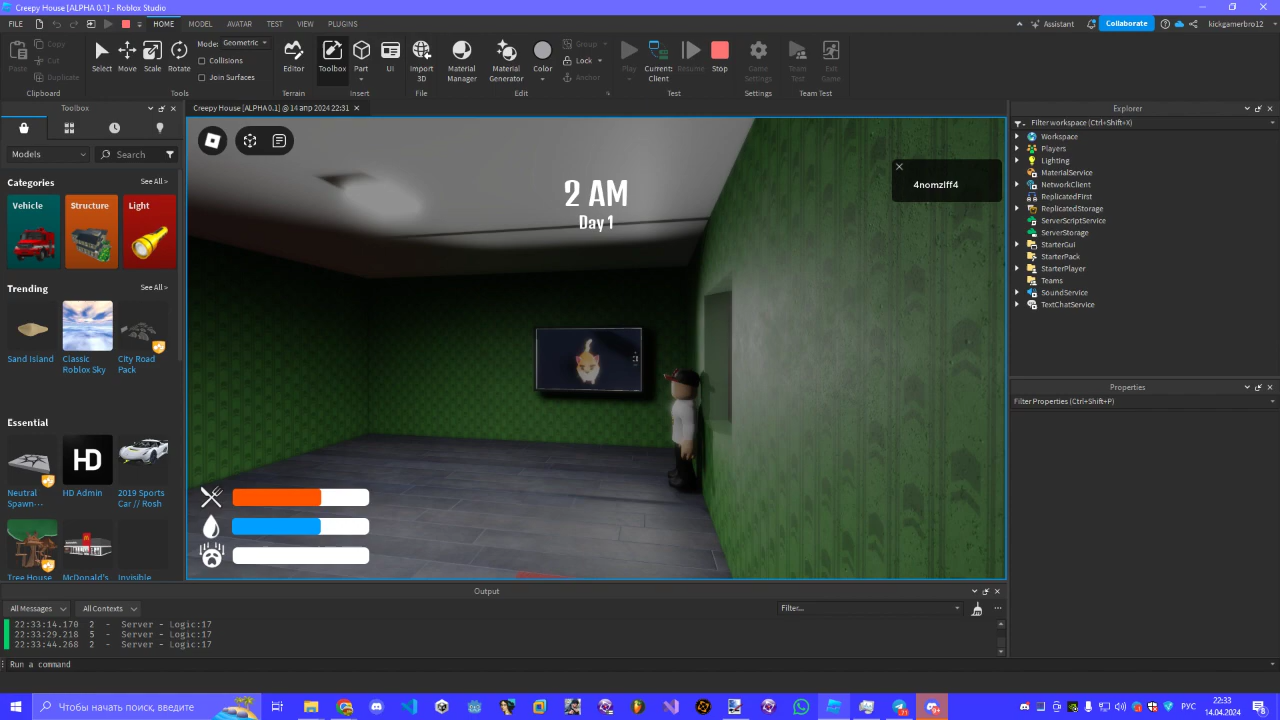 Creepy House [ALPHA 0.1] - Roblox Studio
FILE HOME MODEL AVATAR TEST VIEW PLUGINS Assistant Collaborate kickgamerbro12
Paste Copy Cut Duplicate
Clipboard
Select Move Scale Rotate
Mode: Geometric
Collisions
Join Surfaces
Tools
Editor
Terrain
Toolbox Part UI
Insert
Import 3D
File
Material Manager Material Generator Color
Group Lock Anchor
Edit
Play Current: Client Resume Stop
Test
Game Settings
Settings
Team Test Exit Game
Team Test
Toolbox
Creepy House [ALPHA 0.1] @ 14 апр 2024 22:31
Models Search
Categories See All >
Vehicle Structure Light
Trending See All >
Sand Island Classic Roblox Sky City Road Pack
Essential
HD
Neutral Spawn... HD Admin 2019 Sports Car // Rosh
Tree House McDonald's Invisible
2 AM
Day 1
4nomzlff4
Explorer
Filter workspace (Ctrl+Shift+X)
Workspace
Players
Lighting
MaterialService
NetworkClient
ReplicatedFirst
ReplicatedStorage
ServerScriptService
ServerStorage
StarterGui
StarterPack
StarterPlayer
Teams
SoundService
TextChatService
Properties
Filter Properties (Ctrl+Shift+P)
Output
All Messages All Contexts Filter...
22:33:14.170 2 - Server - Logic:17
22:33:29.218 5 - Server - Logic:17
22:33:44.268 2 - Server - Logic:17
Run a command
Чтобы начать поиск, введите
РУС
22:33
14.04.2024